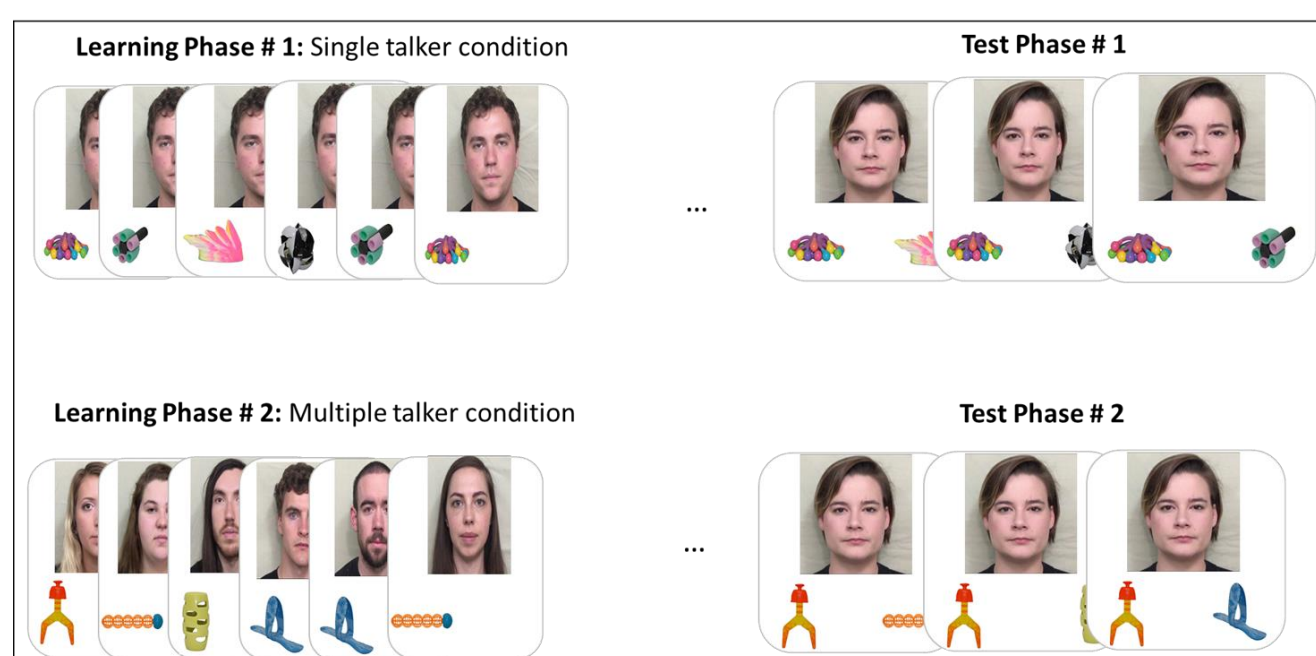 Learning Phase # 1: Single talker condition
Test Phase # 1
...
Learning Phase # 2: Multiple talker condition
Test Phase # 2
...